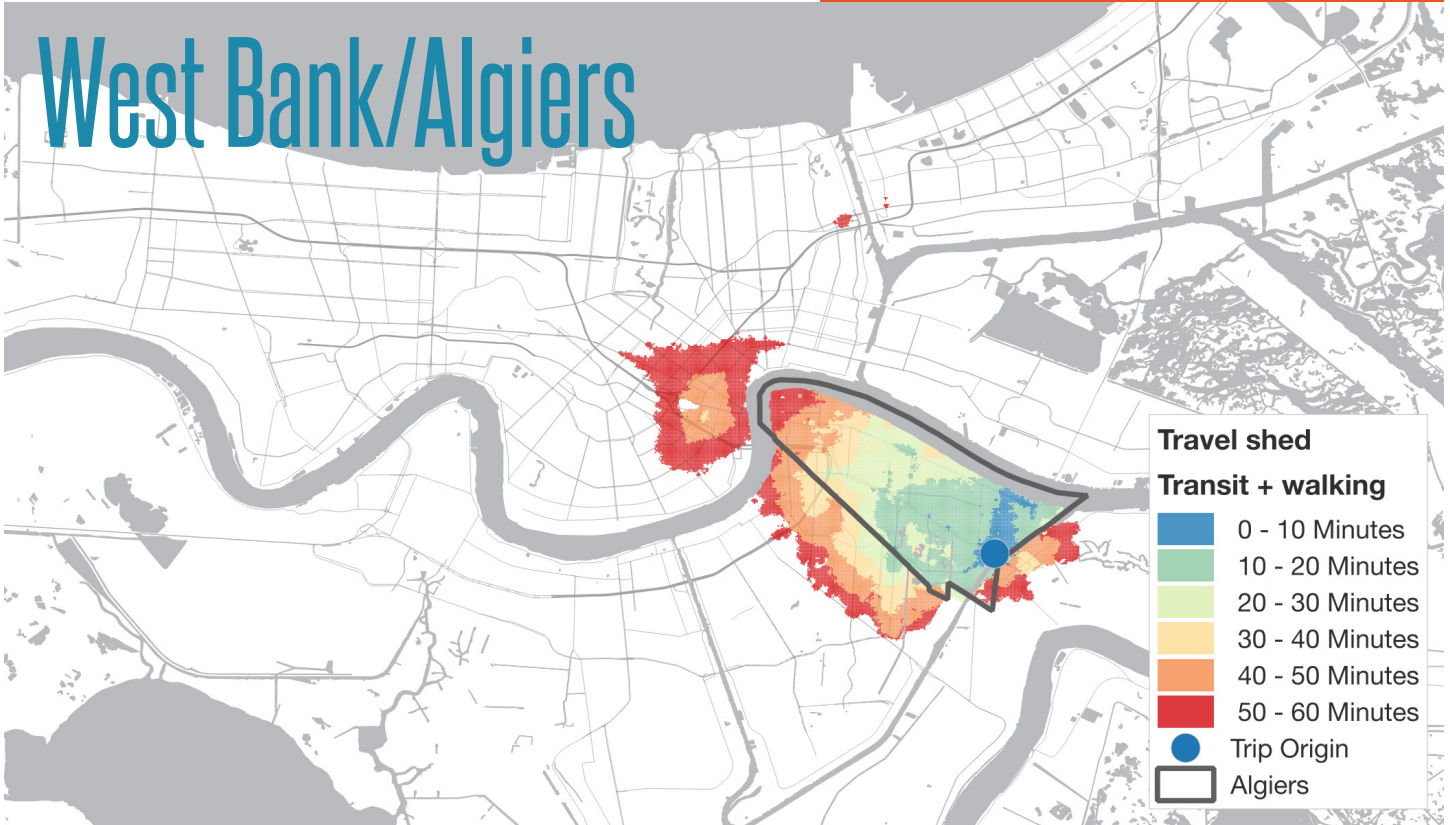 West Bank/Algiers
Travel shed
Transit + walking
0 - 10 Minutes
10 - 20 Minutes
20 - 30 Minutes
30 - 40 Minutes
40 - 50 Minutes
50 - 60 Minutes
Trip Origin
Algiers